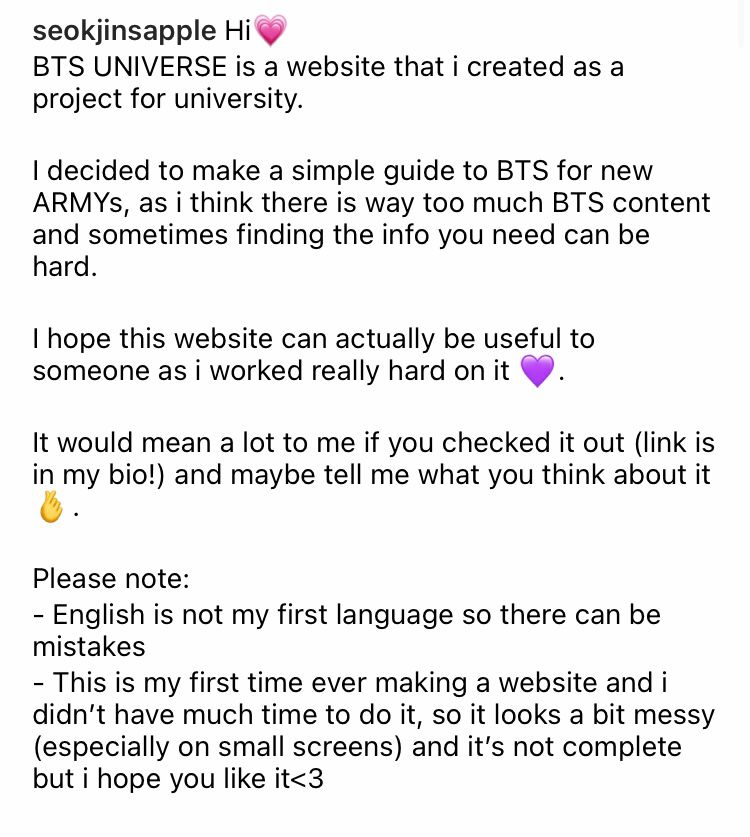 seokjinsapple Hi💗
BTS UNIVERSE is a website that i created as a
project for university.
I decided to make a simple guide to BTS for new
ARMYs, as i think there is way too much BTS content
and sometimes finding the info you need can be
hard.
I hope this website can actually be useful to
someone as i worked really hard on it 💜.
It would mean a lot to me if you checked it out (link is
in my bio!) and maybe tell me what you think about it
🫰.
Please note:
- English is not my first language so there can be
mistakes
- This is my first time ever making a website and i
didn’t have much time to do it, so it looks a bit messy
(especially on small screens) and it’s not complete
but i hope you like it<3